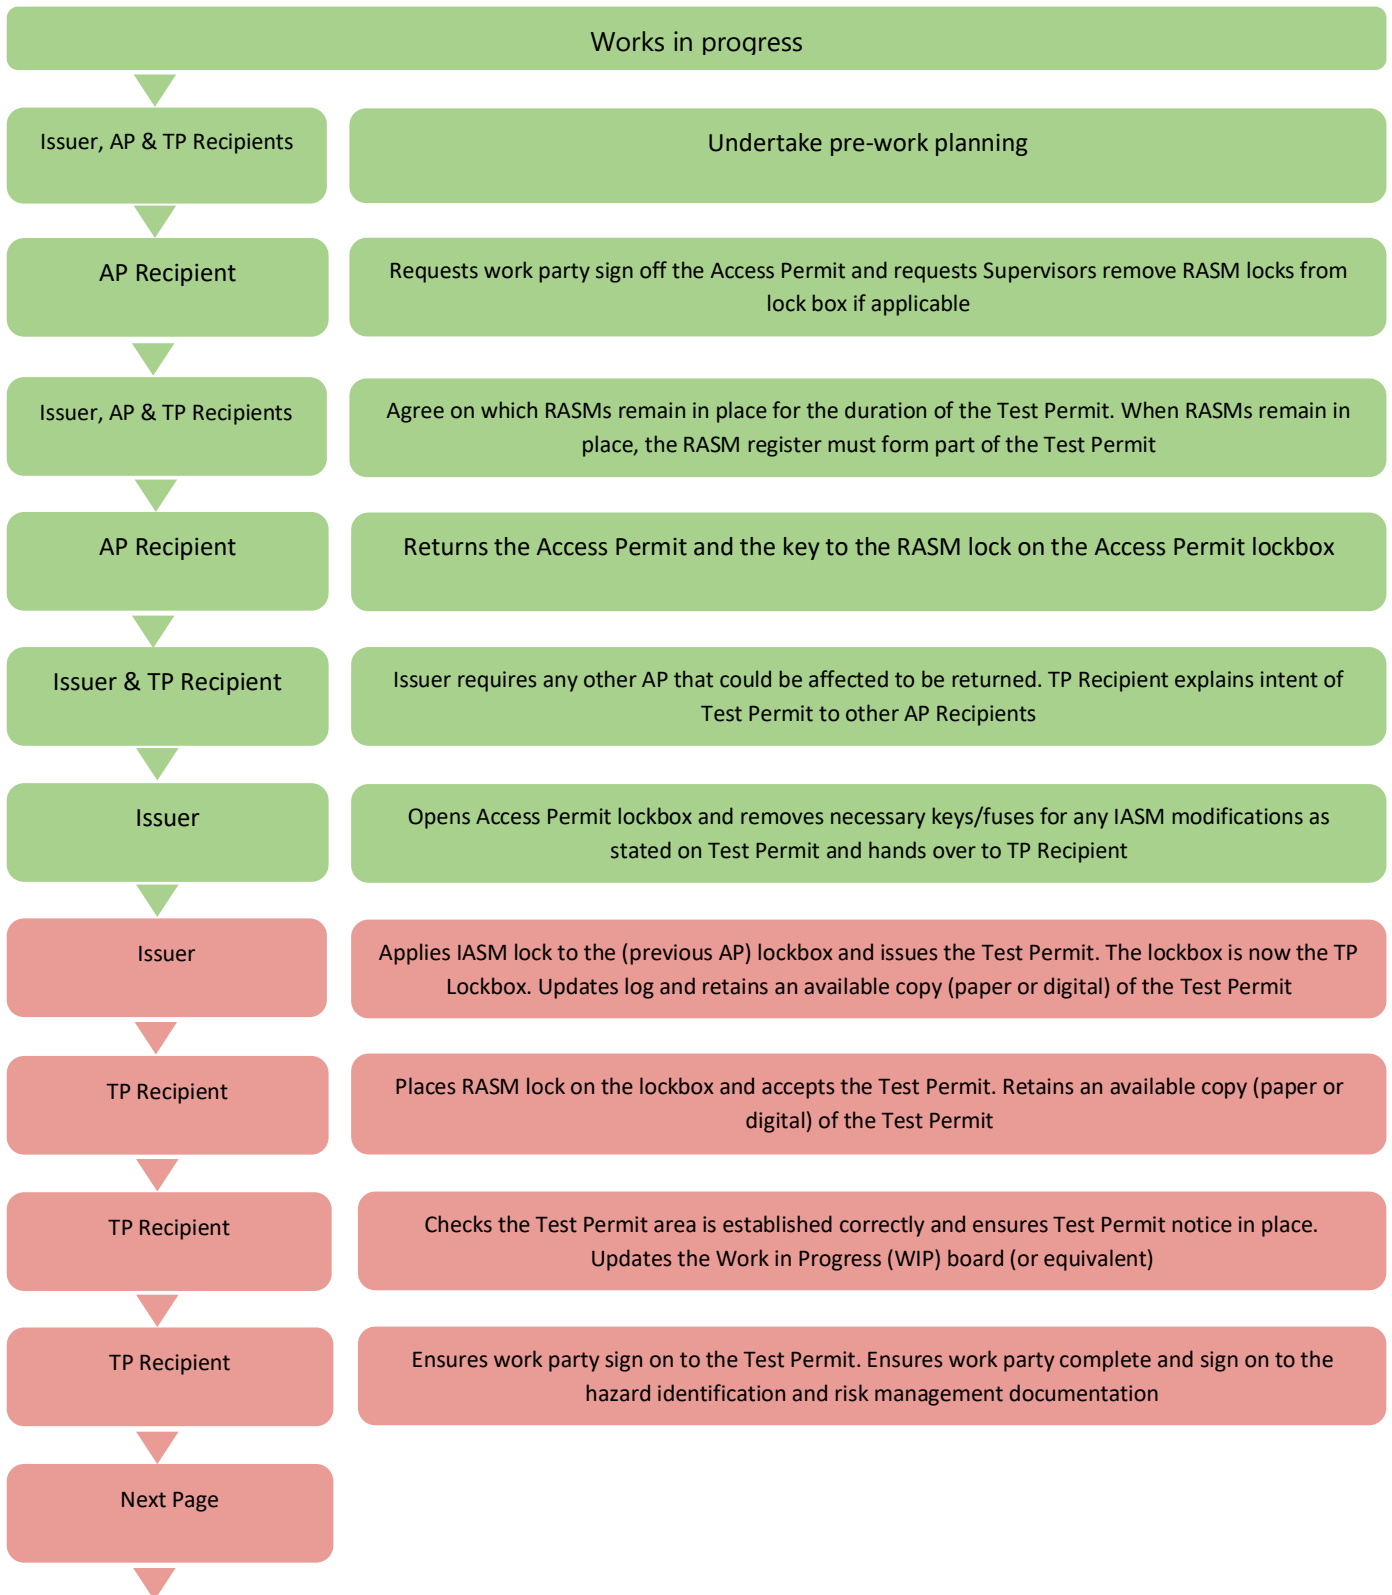 Works in progress
Issuer, AP & TP Recipients
Undertake pre-work planning
AP Recipient
Requests work party sign off the Access Permit and requests Supervisors remove RASM locks from
lock box if applicable
Issuer, AP & TP Recipients
Agree on which RASMs remain in place for the duration of the Test Permit. When RASMs remain in
place, the RASM register must form part of the Test Permit
AP Recipient
Returns the Access Permit and the key to the RASM lock on the Access Permit lockbox
Issuer & TP Recipient
Issuer requires any other AP that could be affected to be returned. TP Recipient explains intent of
Test Permit to other AP Recipients
Issuer
Opens Access Permit lockbox and removes necessary keys/fuses for any IASM modifications as
stated on Test Permit and hands over to TP Recipient
Issuer
Applies IASM lock to the (previous AP) lockbox and issues the Test Permit. The lockbox is now the TP
Lockbox. Updates log and retains an available copy (paper or digital) of the Test Permit
TP Recipient
Places RASM lock on the lockbox and accepts the Test Permit. Retains an available copy (paper or
digital) of the Test Permit
TP Recipient
Checks the Test Permit area is established correctly and ensures Test Permit notice in place.
Updates the Work in Progress (WIP) board (or equivalent)
TP Recipient
Ensures work party sign on to the Test Permit. Ensures work party complete and sign on to the
hazard identification and risk management documentation
Next Page